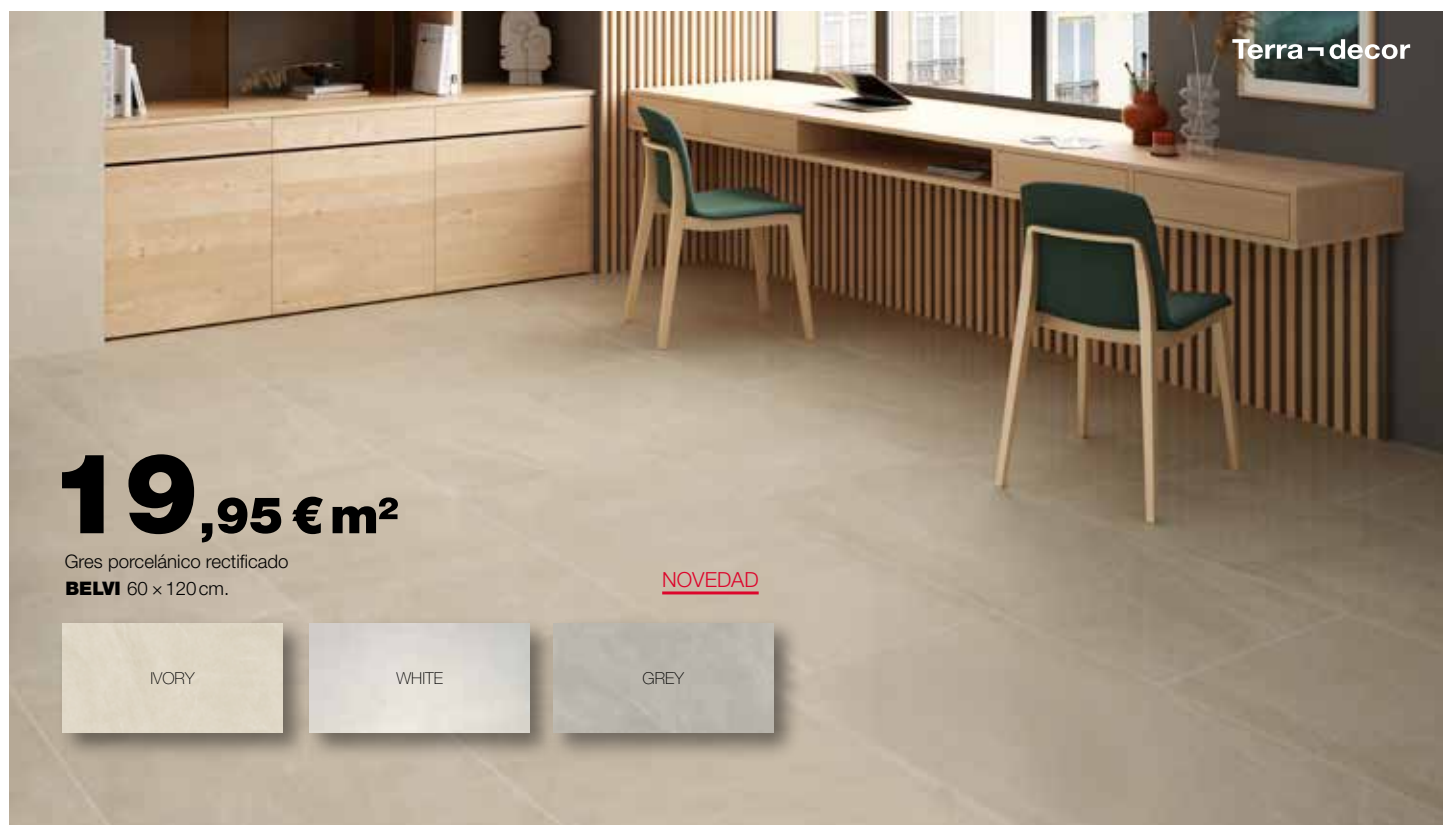 Terra¬decor
19,95 € m²
Gres porcelánico rectificado
BELVI 60 × 120 cm.
NOVEDAD
IVORY
WHITE
GREY